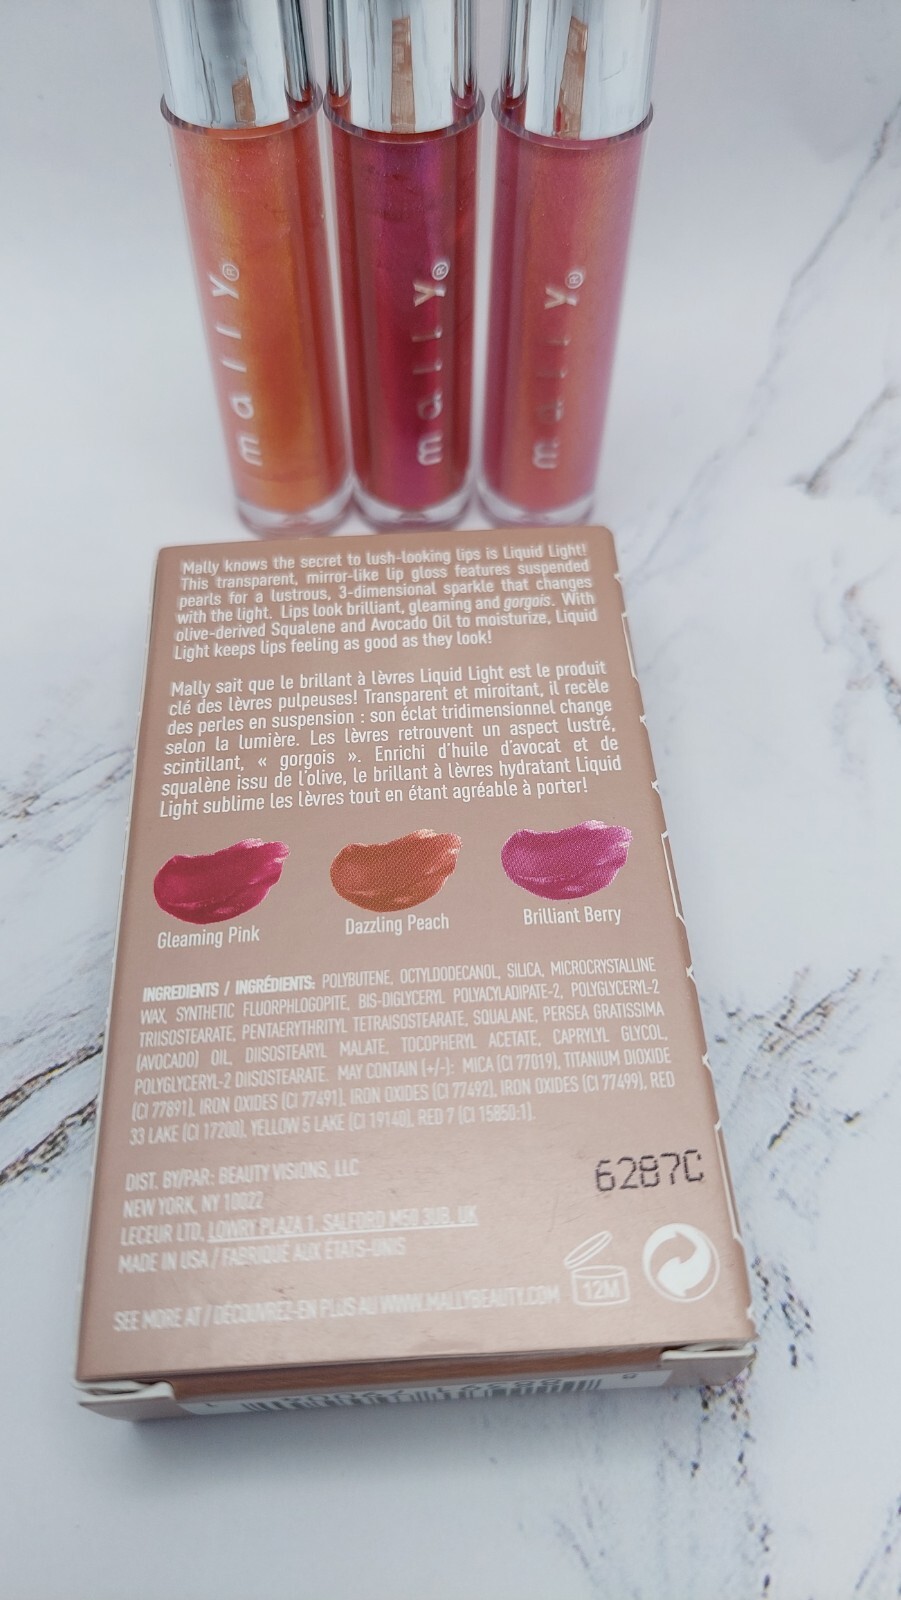 mally®
mally®
mally®
Mally knows the secret to lush-looking lips is Liquid Light!
This transparent, mirror-like lip gloss features suspended
pearls for a lustrous, 3-dimensional sparkle that changes
with the light. Lips look brilliant, gleaming and gorgois. With
olive-derived Squalene and Avocado Oil to moisturize, Liquid
Light keeps lips feeling as good as they look!
Mally sait que le brillant à lèvres Liquid Light est le produit
clé des lèvres pulpeuses! Transparent et miroitant, il recèle
des perles en suspension : son éclat tridimensionnel change
selon la lumière. Les lèvres retrouvent un aspect lustré,
scintillant, « gorgois ». Enrichi d'huile d'avocat et de
squalène issu de l'olive, le brillant à lèvres hydratant Liquid
Light sublime les lèvres tout en étant agréable à porter!
Gleaming Pink
Dazzling Peach
Brilliant Berry
INGREDIENTS / INGRÉDIENTS: POLYBUTENE, OCTYLDODECANOL, SILICA, MICROCRYSTALLINE
WAX, SYNTHETIC FLUORPHLOGOPITE, BIS-DIGLYCERYL POLYACYLADIPATE-2, POLYGLYCERYL-2
TRIISOSTEARATE, PENTAERYTHRITYL TETRAISOSTEARATE, SQUALANE, PERSEA GRATISSIMA
(AVOCADO) OIL, DIISOSTEARYL MALATE, TOCOPHERYL ACETATE, CAPRYLYL GLYCOL,
POLYGLYCERYL-2 DIISOSTEARATE. MAY CONTAIN (+/-): MICA (CI 77019), TITANIUM DIOXIDE
(CI 77891), IRON OXIDES (CI 77491), IRON OXIDES (CI 77492), IRON OXIDES (CI 77499), RED
33 LAKE (CI 17200), YELLOW 5 LAKE (CI 19140), RED 7 (CI 15850:1).
DIST. BY/PAR: BEAUTY VISIONS, LLC
NEW YORK, NY 10022
LECEUR LTD, LOWRY PLAZA 1, SALFORD M50 3UB, UK
MADE IN USA / FABRIQUÉ AUX ÉTATS-UNIS
6287C
SEE MORE AT / DÉCOUVREZ-EN PLUS AU WWW.MALLYBEAUTY.COM
12M